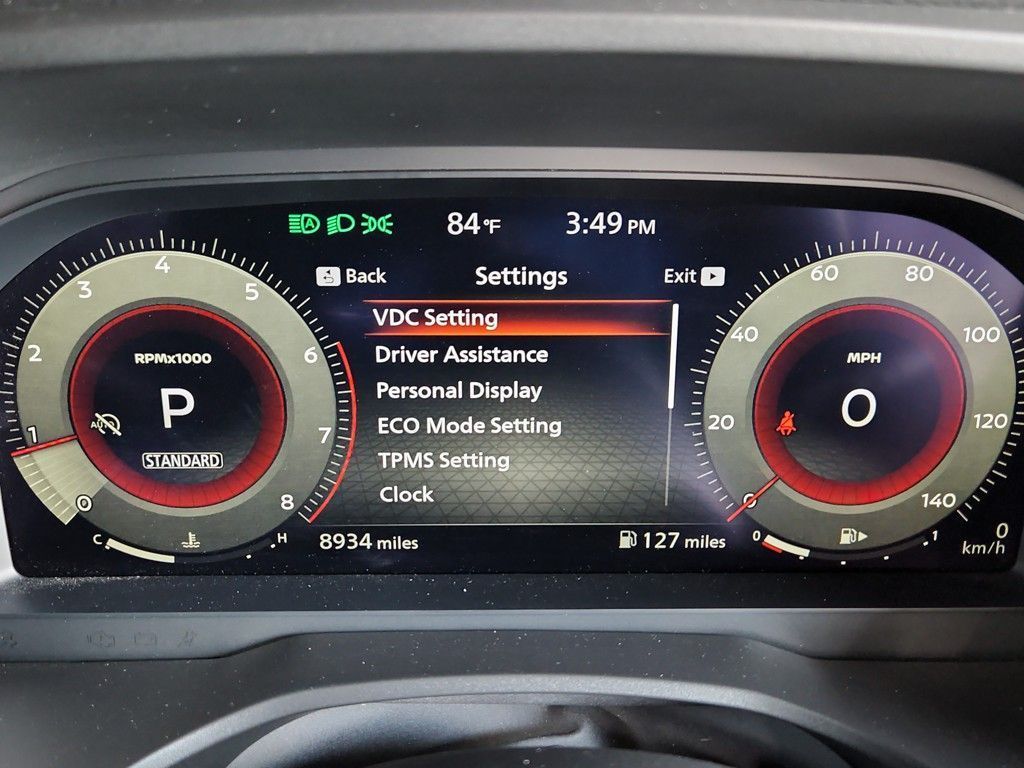 A
84°F
3:49 PM
Back
Settings
Exit
VDC Setting
Driver Assistance
Personal Display
ECO Mode Setting
TPMS Setting
Clock
8934 miles
127 miles
0
1
2
3
4
5
6
7
8
RPMx1000
P
AUTO
STANDARD
C
H
0
20
40
60
80
100
120
140
MPH
0
0
1
0
km/h